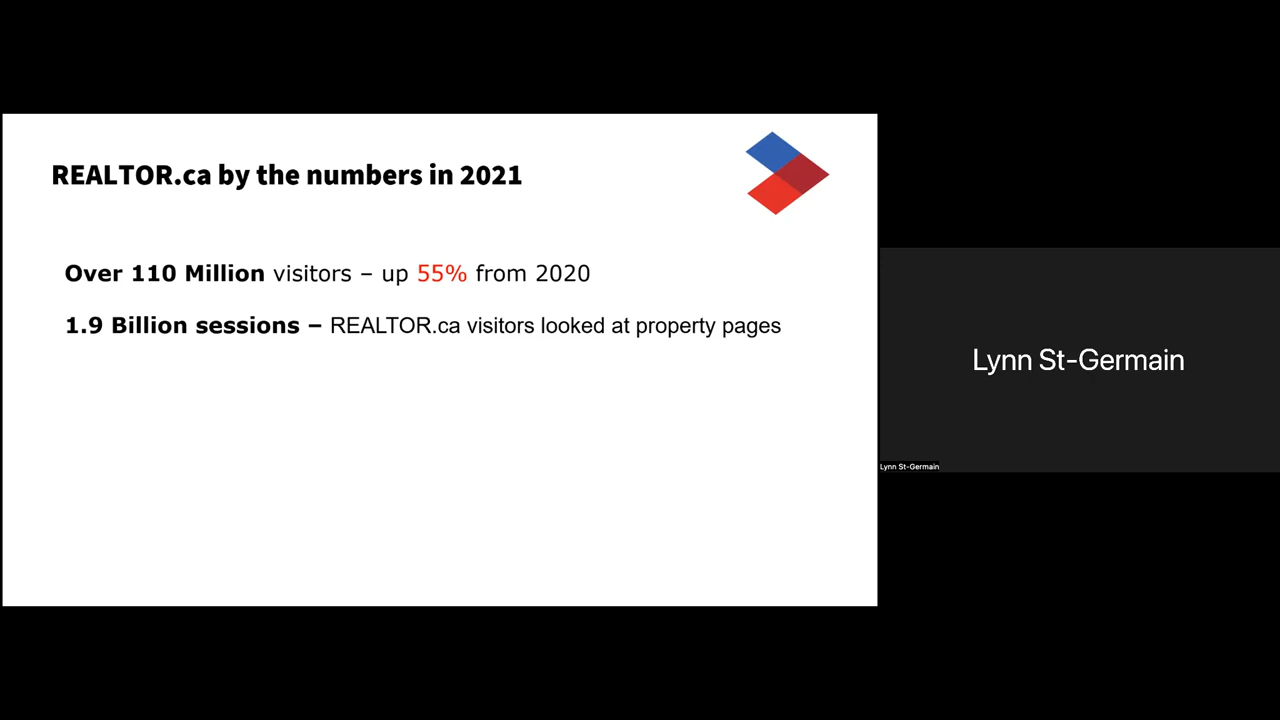 REALTOR.ca by the numbers in 2021
Over 110 Million visitors – up 55% from 2020
1.9 Billion sessions – REALTOR.ca visitors looked at property pages
Lynn St-Germain
Lynn St-Germain